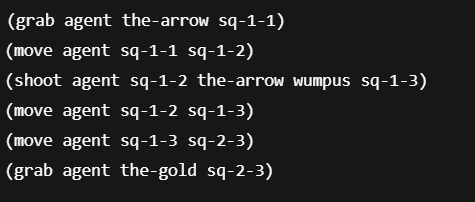 (grab agent the-arrow sq-1-1)
(move agent sq-1-1 sq-1-2)
(shoot agent sq-1-2 the-arrow wumpus sq-1-3)
(move agent sq-1-2 sq-1-3)
(move agent sq-1-3 sq-2-3)
(grab agent the-gold sq-2-3)